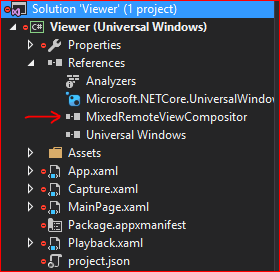 Solution 'Viewer' (1 project)
C# Viewer (Universal Windows)
Properties
References
Analyzers
Microsoft.NETCore.UniversalWindow
MixedRemoteViewCompositor
Universal Windows
Assets
App.xaml
Capture.xaml
MainPage.xaml
Package.appxmanifest
Playback.xaml
project.json